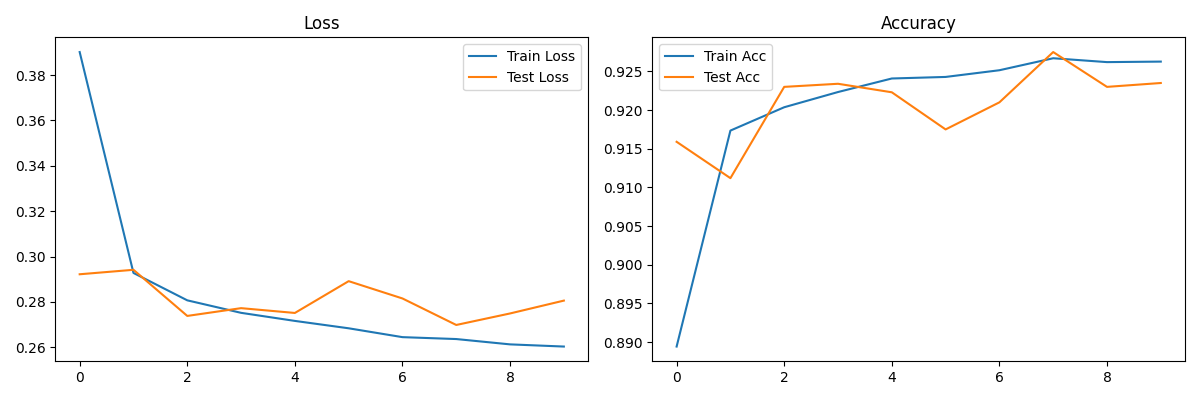 Loss
Train Loss
Test Loss
0.38
0.36
0.34
0.32
0.30
0.28
0.26
0 2 4 6 8
Accuracy
Train Acc
Test Acc
0.925
0.920
0.915
0.910
0.905
0.900
0.895
0.890
0 2 4 6 8